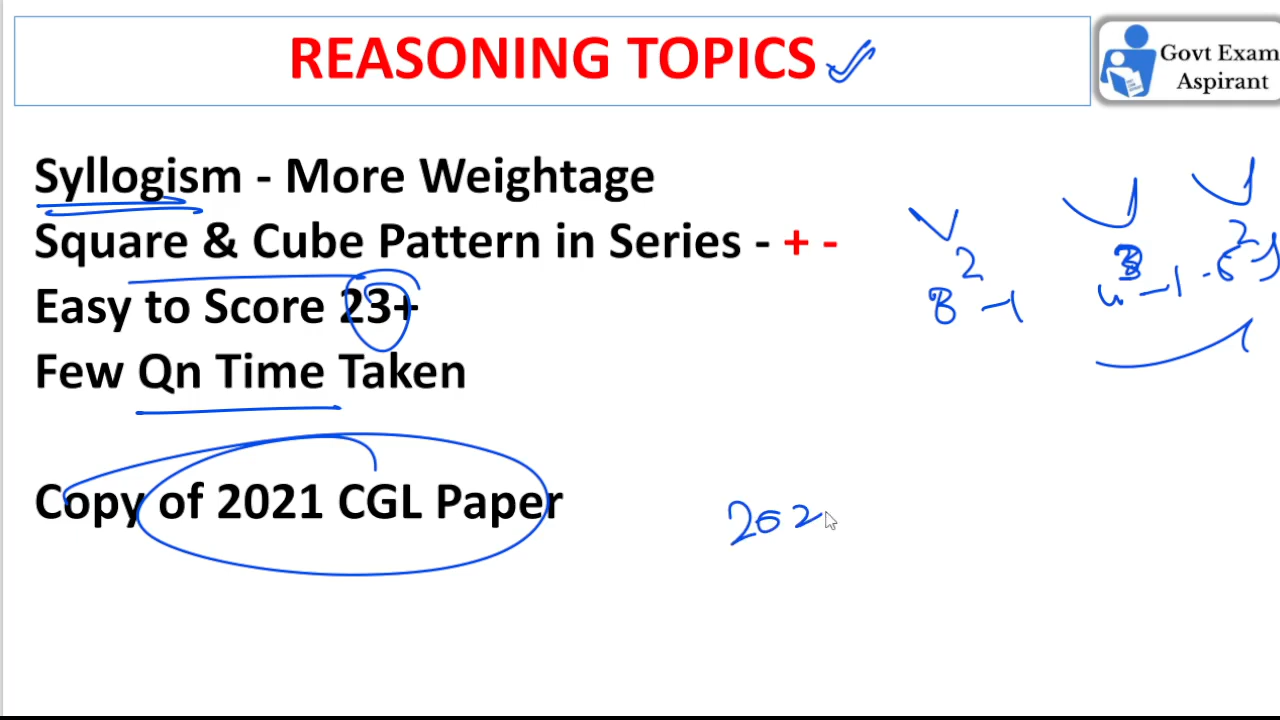 REASONING TOPICS
Govt Exam
Aspirant
Syllogism - More Weightage
Square & Cube Pattern in Series - + -
Easy to Score 23+
Few Qn Time Taken
Copy of 2021 CGL Paper
202